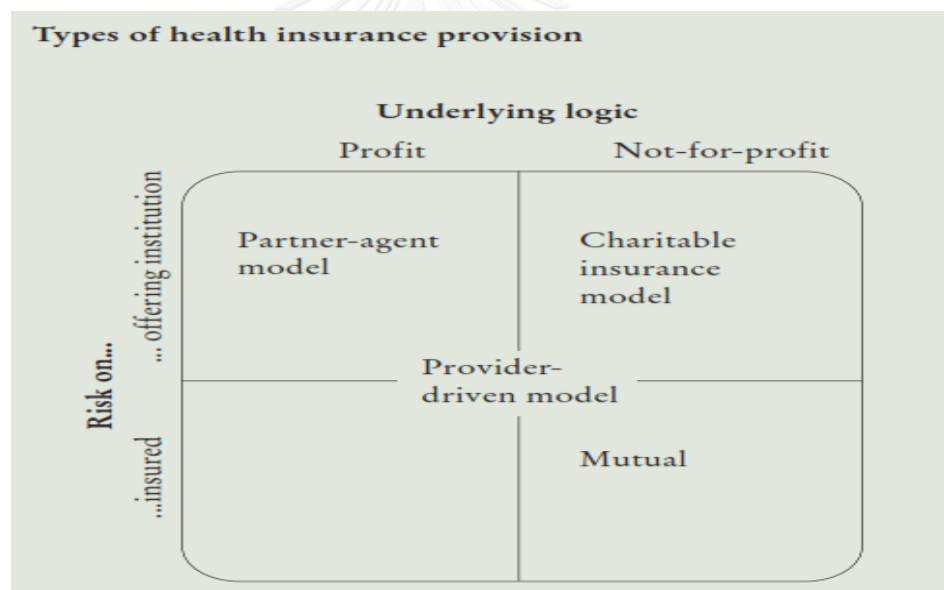 Types of health insurance provision
Underlying logic
Profit
Not-for-profit
Risk on...
... offering institution
...insured
Partner-agent
model
Charitable
insurance
model
Provider-
driven model
Mutual